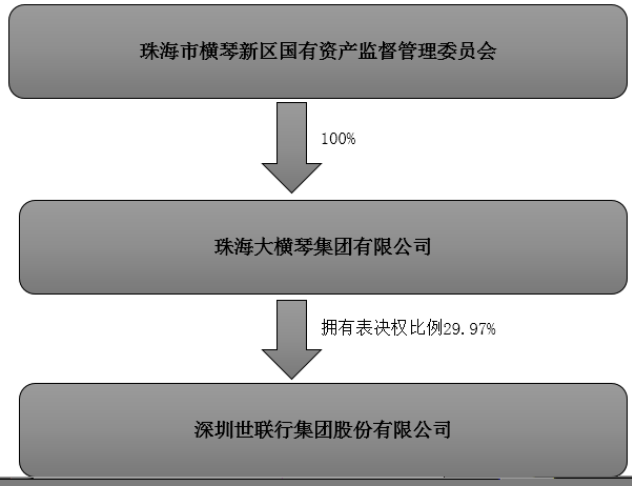 珠海市横琴新区国有资产监督管理委员会
100%
珠海大横琴集团有限公司
拥有表决权比例29.97%
深圳世联行集团股份有限公司